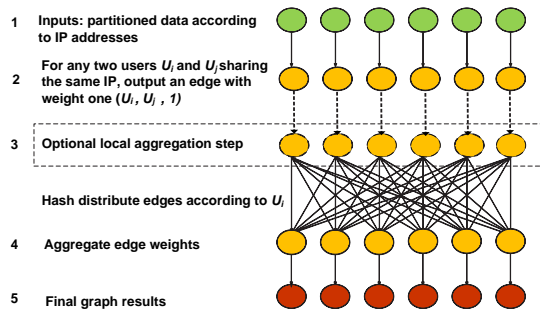 1 Inputs: partitioned data according
to IP addresses
For any two users Ui and Uj sharing
2 the same IP, output an edge with
weight one (Ui , Uj , 1)
3 Optional local aggregation step
Hash distribute edges according to Ui
4 Aggregate edge weights
5 Final graph results